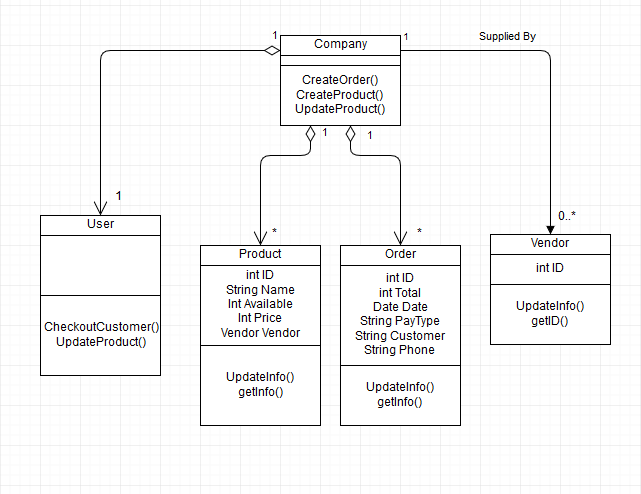 1
Company
1
Supplied By
CreateOrder()
CreateProduct()
UpdateProduct()
1
1
1
*
*
0..*
User
CheckoutCustomer()
UpdateProduct()
Product
int ID
String Name
Int Available
Int Price
Vendor Vendor
UpdateInfo()
getInfo()
Order
int ID
int Total
Date Date
String PayType
String Customer
String Phone
UpdateInfo()
getInfo()
Vendor
int ID
UpdateInfo()
getID()